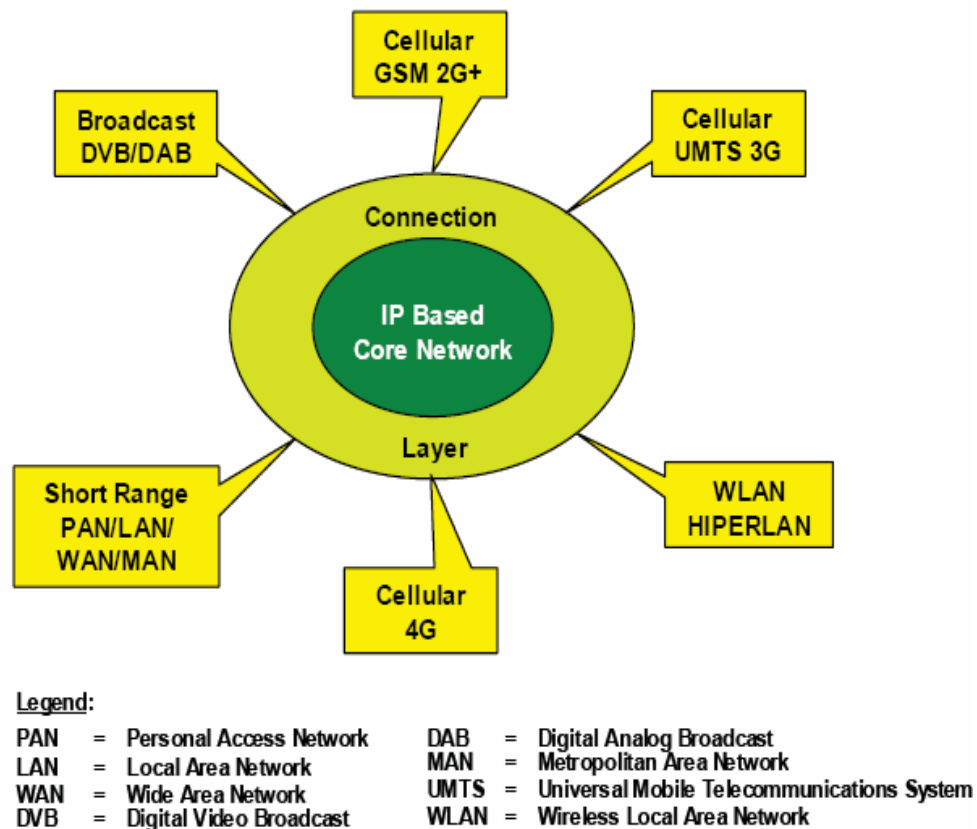 Cellular
GSM 2G+
Broadcast
DVB/DAB
Cellular
UMTS 3G
Connection
IP Based
Core Network
Layer
Short Range
PAN/LAN/
WAN/MAN
WLAN
HIPERLAN
Cellular
4G
Legend:
PAN = Personal Access Network
LAN = Local Area Network
WAN = Wide Area Network
DVB = Digital Video Broadcast
DAB = Digital Analog Broadcast
MAN = Metropolitan Area Network
UMTS = Universal Mobile Telecommunications System
WLAN = Wireless Local Area Network